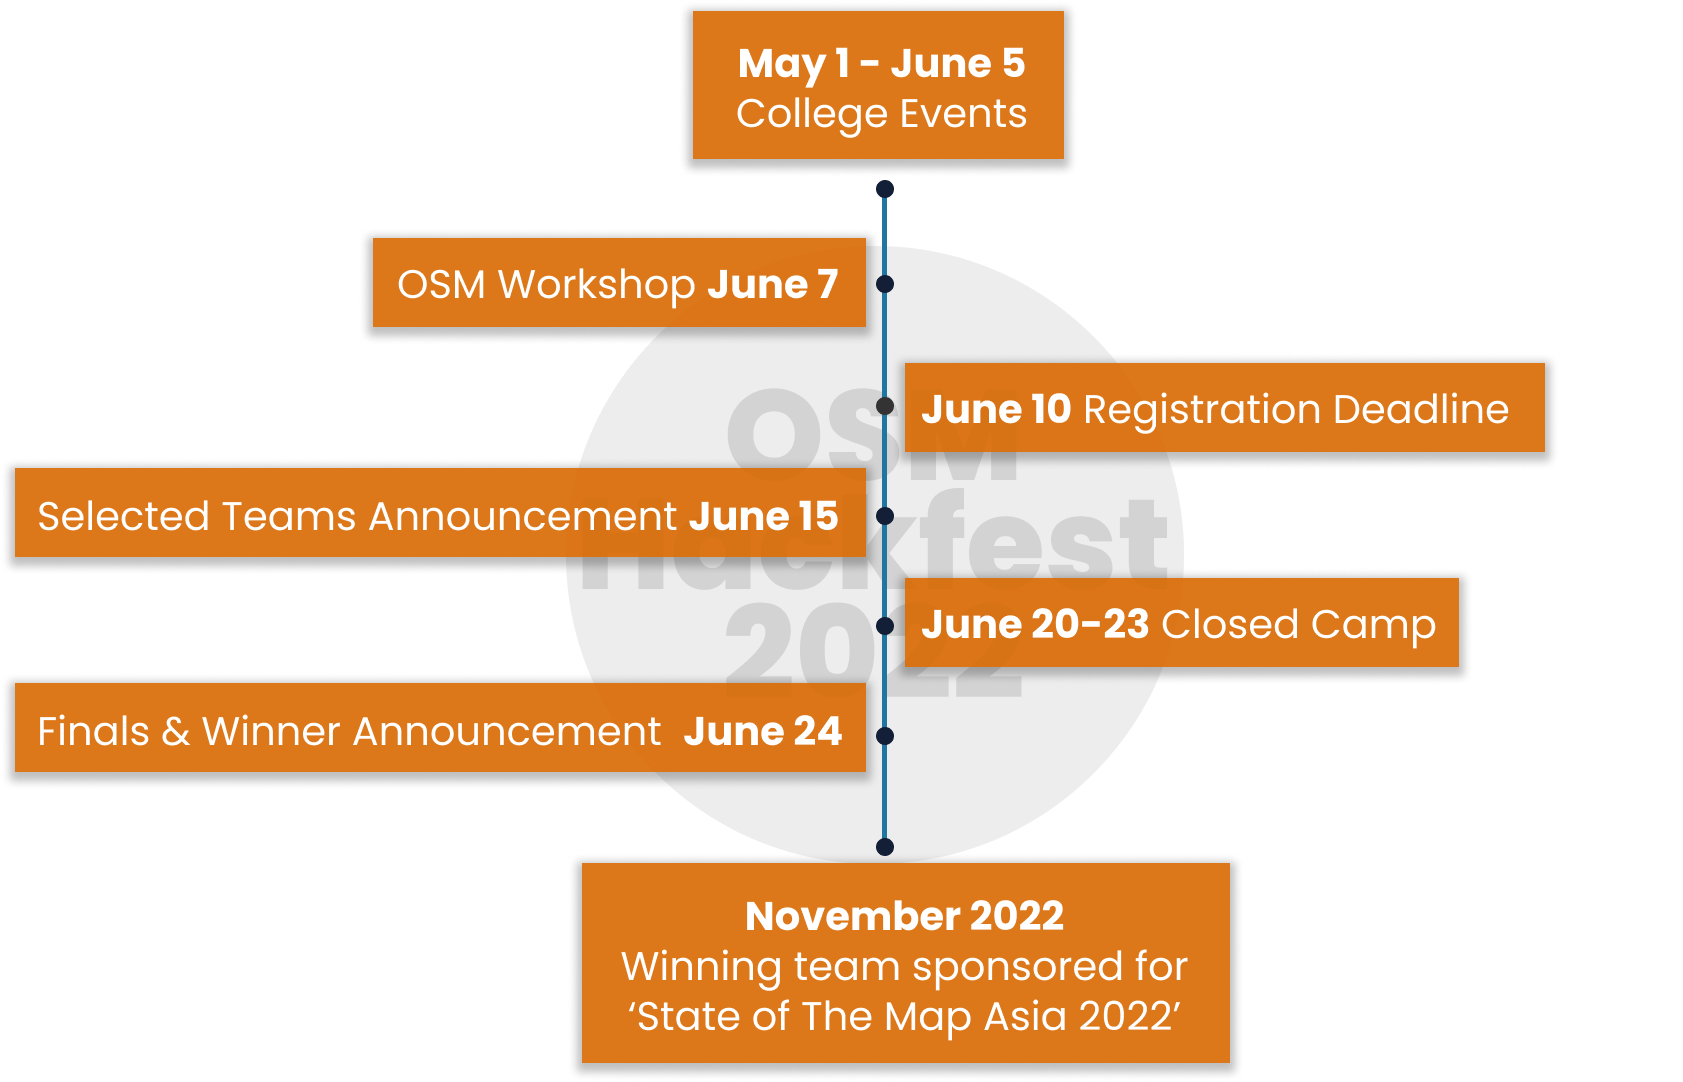 May 1 - June 5
College Events
OSM Workshop June 7
June 10 Registration Deadline
OSM
Selected Teams Announcement June 15
Hackfest
June 20-23 Closed Camp
2022
Finals & Winner Announcement June 24
November 2022
Winning team sponsored for
‘State of The Map Asia 2022’